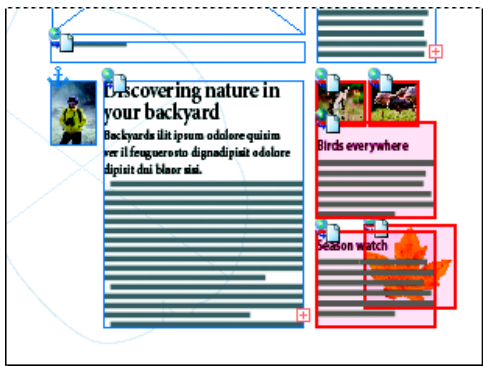 Discovering nature in
your backyard
Backyards ilit ipsum odolore quisim
ver il feuguerosto dignadipisit odolore
dipisit dni blaor sisi.
Birds everywhere
Season watch